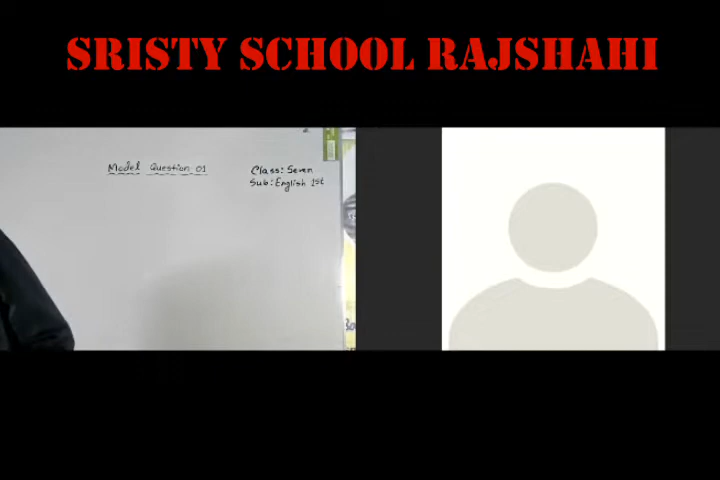 SRISTY SCHOOL RAJSHAHI
Model Question 01
Class: Seven
Sub: English 1st